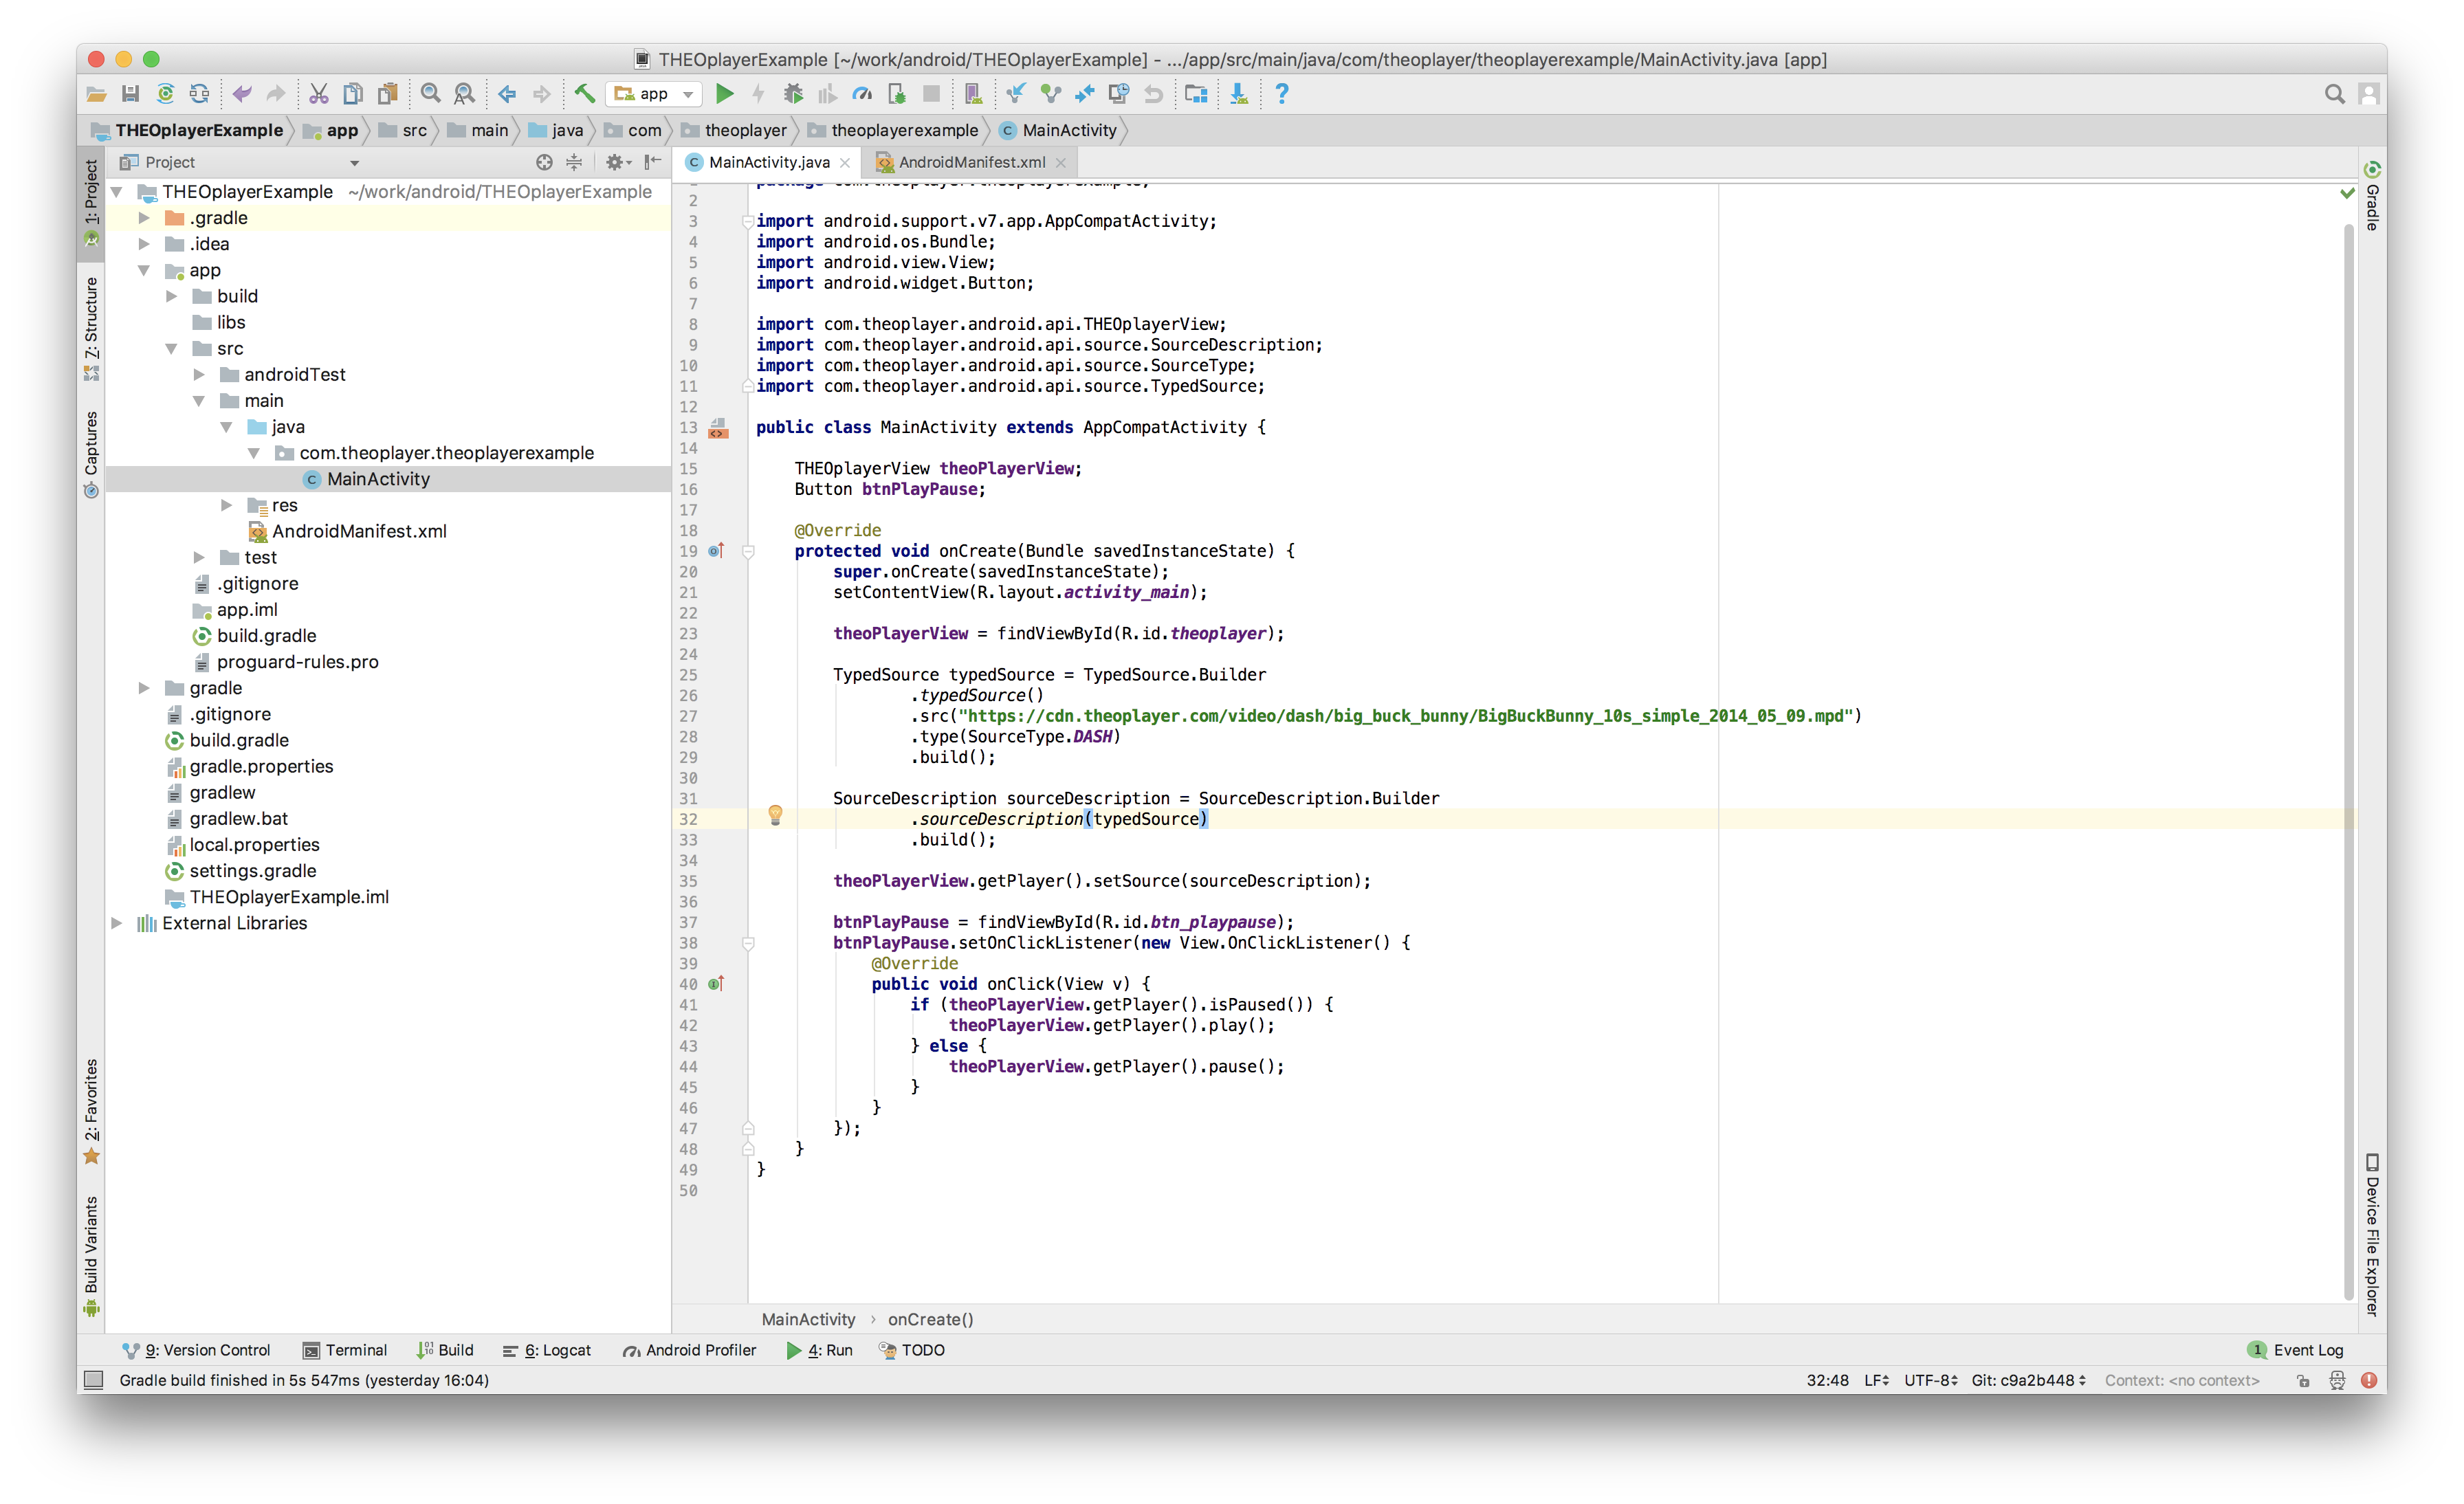 THEOplayerExample [~/work/android/THEOplayerExample] - .../app/src/main/java/com/theoplayer/theoplayerexample/MainActivity.java [app]
app
THEOplayerExample app src main java com theoplayer theoplayerexample MainActivity
Project
MainActivity.java AndroidManifest.xml
1: Project
Z: Structure
Captures
2: Favorites
Build Variants
THEOplayerExample ~/work/android/THEOplayerExample
.gradle
.idea
app
build
libs
src
androidTest
main
java
com.theoplayer.theoplayerexample
MainActivity
res
AndroidManifest.xml
test
.gitignore
app.iml
build.gradle
proguard-rules.pro
gradle
.gitignore
build.gradle
gradle.properties
gradlew
gradlew.bat
local.properties
settings.gradle
THEOplayerExample.iml
External Libraries
2
3 import android.support.v7.app.AppCompatActivity;
4 import android.os.Bundle;
5 import android.view.View;
6 import android.widget.Button;
7
8 import com.theoplayer.android.api.THEOplayerView;
9 import com.theoplayer.android.api.source.SourceDescription;
10 import com.theoplayer.android.api.source.SourceType;
11 import com.theoplayer.android.api.source.TypedSource;
12
13 public class MainActivity extends AppCompatActivity {
14
15 THEOplayerView theoPlayerView;
16 Button btnPlayPause;
17
18 @Override
19 protected void onCreate(Bundle savedInstanceState) {
20 super.onCreate(savedInstanceState);
21 setContentView(R.layout.activity_main);
22
23 theoPlayerView = findViewById(R.id.theoplayer);
24
25 TypedSource typedSource = TypedSource.Builder
26 .typedSource()
27 .src("https://cdn.theoplayer.com/video/dash/big_buck_bunny/BigBuckBunny_10s_simple_2014_05_09.mpd")
28 .type(SourceType.DASH)
29 .build();
30
31 SourceDescription sourceDescription = SourceDescription.Builder
32 .sourceDescription(typedSource)
33 .build();
34
35 theoPlayerView.getPlayer().setSource(sourceDescription);
36
37 btnPlayPause = findViewById(R.id.btn_playpause);
38 btnPlayPause.setOnClickListener(new View.OnClickListener() {
39 @Override
40 public void onClick(View v) {
41 if (theoPlayerView.getPlayer().isPaused()) {
42 theoPlayerView.getPlayer().play();
43 } else {
44 theoPlayerView.getPlayer().pause();
45 }
46 }
47 });
48 }
49 }
50
MainActivity › onCreate()
Gradle
Device File Explorer
9: Version Control Terminal Build 6: Logcat Android Profiler 4: Run TODO 1 Event Log
Gradle build finished in 5s 547ms (yesterday 16:04) 32:48 LF UTF-8 Git: c9a2b448 Context: <no context>